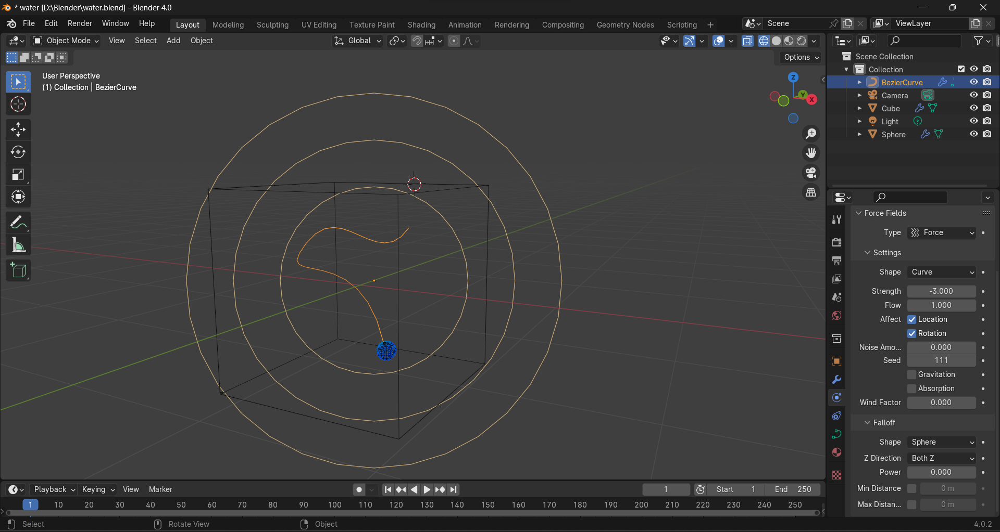 * water [D:\Blender\water.blend] - Blender 4.0
File Edit Render Window Help Layout Modeling Sculpting UV Editing Texture Paint Shading Animation Rendering Compositing Geometry Nodes Scripting + Scene ViewLayer
Object Mode View Select Add Object Global
Options
User Perspective
(1) Collection | BezierCurve
Z
Y
X
Scene Collection
Collection
BezierCurve
Camera
Cube
Light
Sphere
Force Fields
Type Force
Settings
Shape Curve
Strength -3.000
Flow 1.000
Affect Location
Rotation
Noise Amo... 0.000
Seed 111
Gravitation
Absorption
Wind Factor 0.000
Falloff
Shape Sphere
Z Direction Both Z
Power 0.000
Min Distance 0 m
Max Distan... 0 m
Playback Keying View Marker 1 Start 1 End 250
1 10 20 30 40 50 60 70 80 90 100 110 120 130 140 150 160 170 180 190 200 210 220 230 240 250
Select Rotate View Object 4.0.2